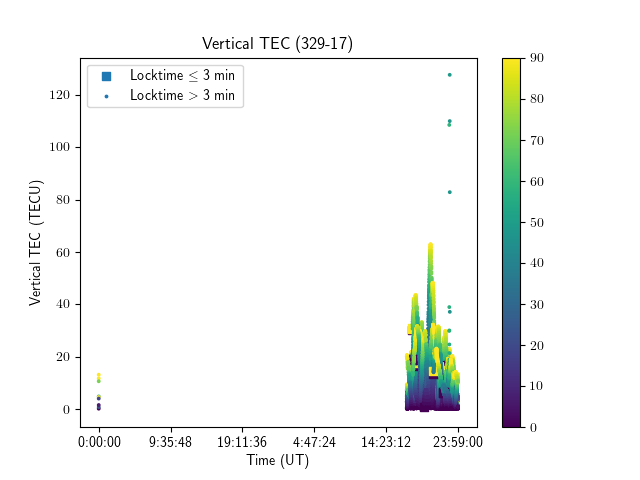 Vertical TEC (329-17)
Locktime ≤ 3 min
Locktime > 3 min
Vertical TEC (TECU)
120
100
80
60
40
20
0
0:00:00 9:35:48 19:11:36 4:47:24 14:23:12 23:59:00
Time (UT)
90
80
70
60
50
40
30
20
10
0